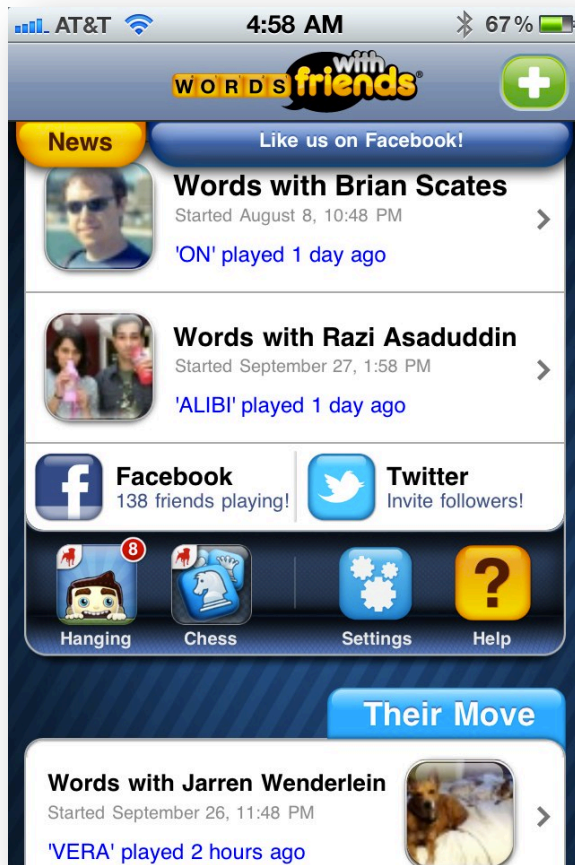 AT&T 4:58 AM 67%
WORDS with friends®
News Like us on Facebook!
Words with Brian Scates
Started August 8, 10:48 PM
'ON' played 1 day ago
Words with Razi Asaduddin
Started September 27, 1:58 PM
'ALIBI' played 1 day ago
Facebook
138 friends playing!
Twitter
Invite followers!
8
Hanging Chess Settings Help
Their Move
Words with Jarren Wenderlein
Started September 26, 11:48 PM
'VERA' played 2 hours ago